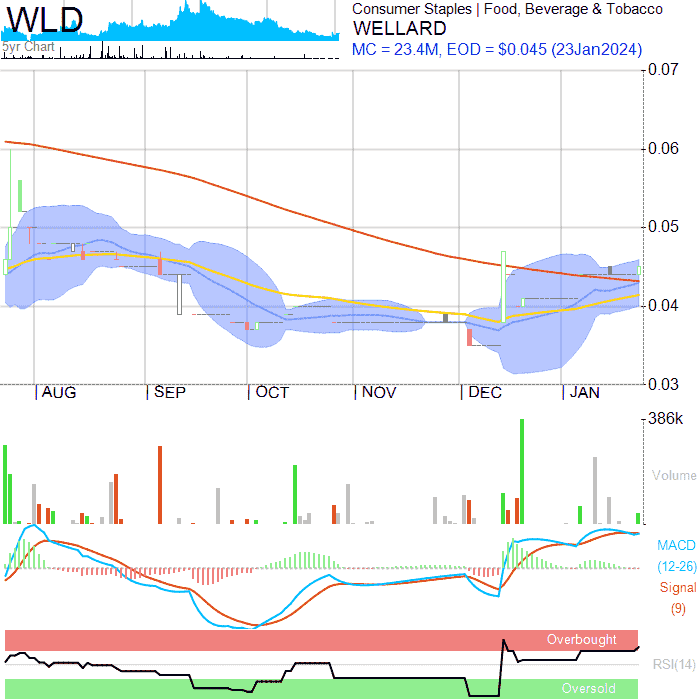 WLD
5yr Chart
Consumer Staples | Food, Beverage & Tobacco
WELLARD
MC = 23.4M, EOD = $0.045 (23Jan2024)
0.07
0.06
0.05
0.04
0.03
AUG
SEP
OCT
NOV
DEC
JAN
386k
Volume
MACD
(12-26)
Signal
(9)
Overbought
RSI(14)
Oversold